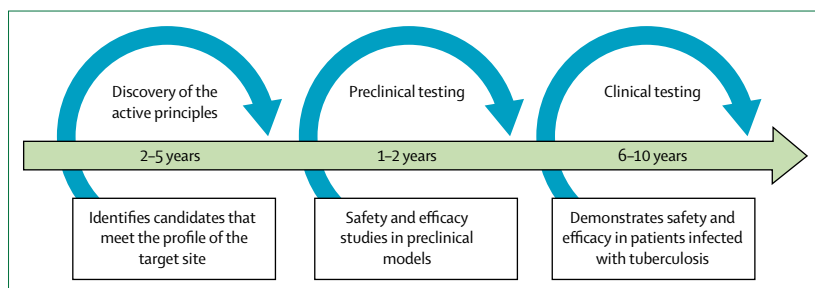 Discovery of the
active principles
Preclinical testing
Clinical testing
2–5 years
1–2 years
6–10 years
Identifies candidates that
meet the profile of the
target site
Safety and efficacy
studies in preclinical
models
Demonstrates safety and
efficacy in patients infected
with tuberculosis